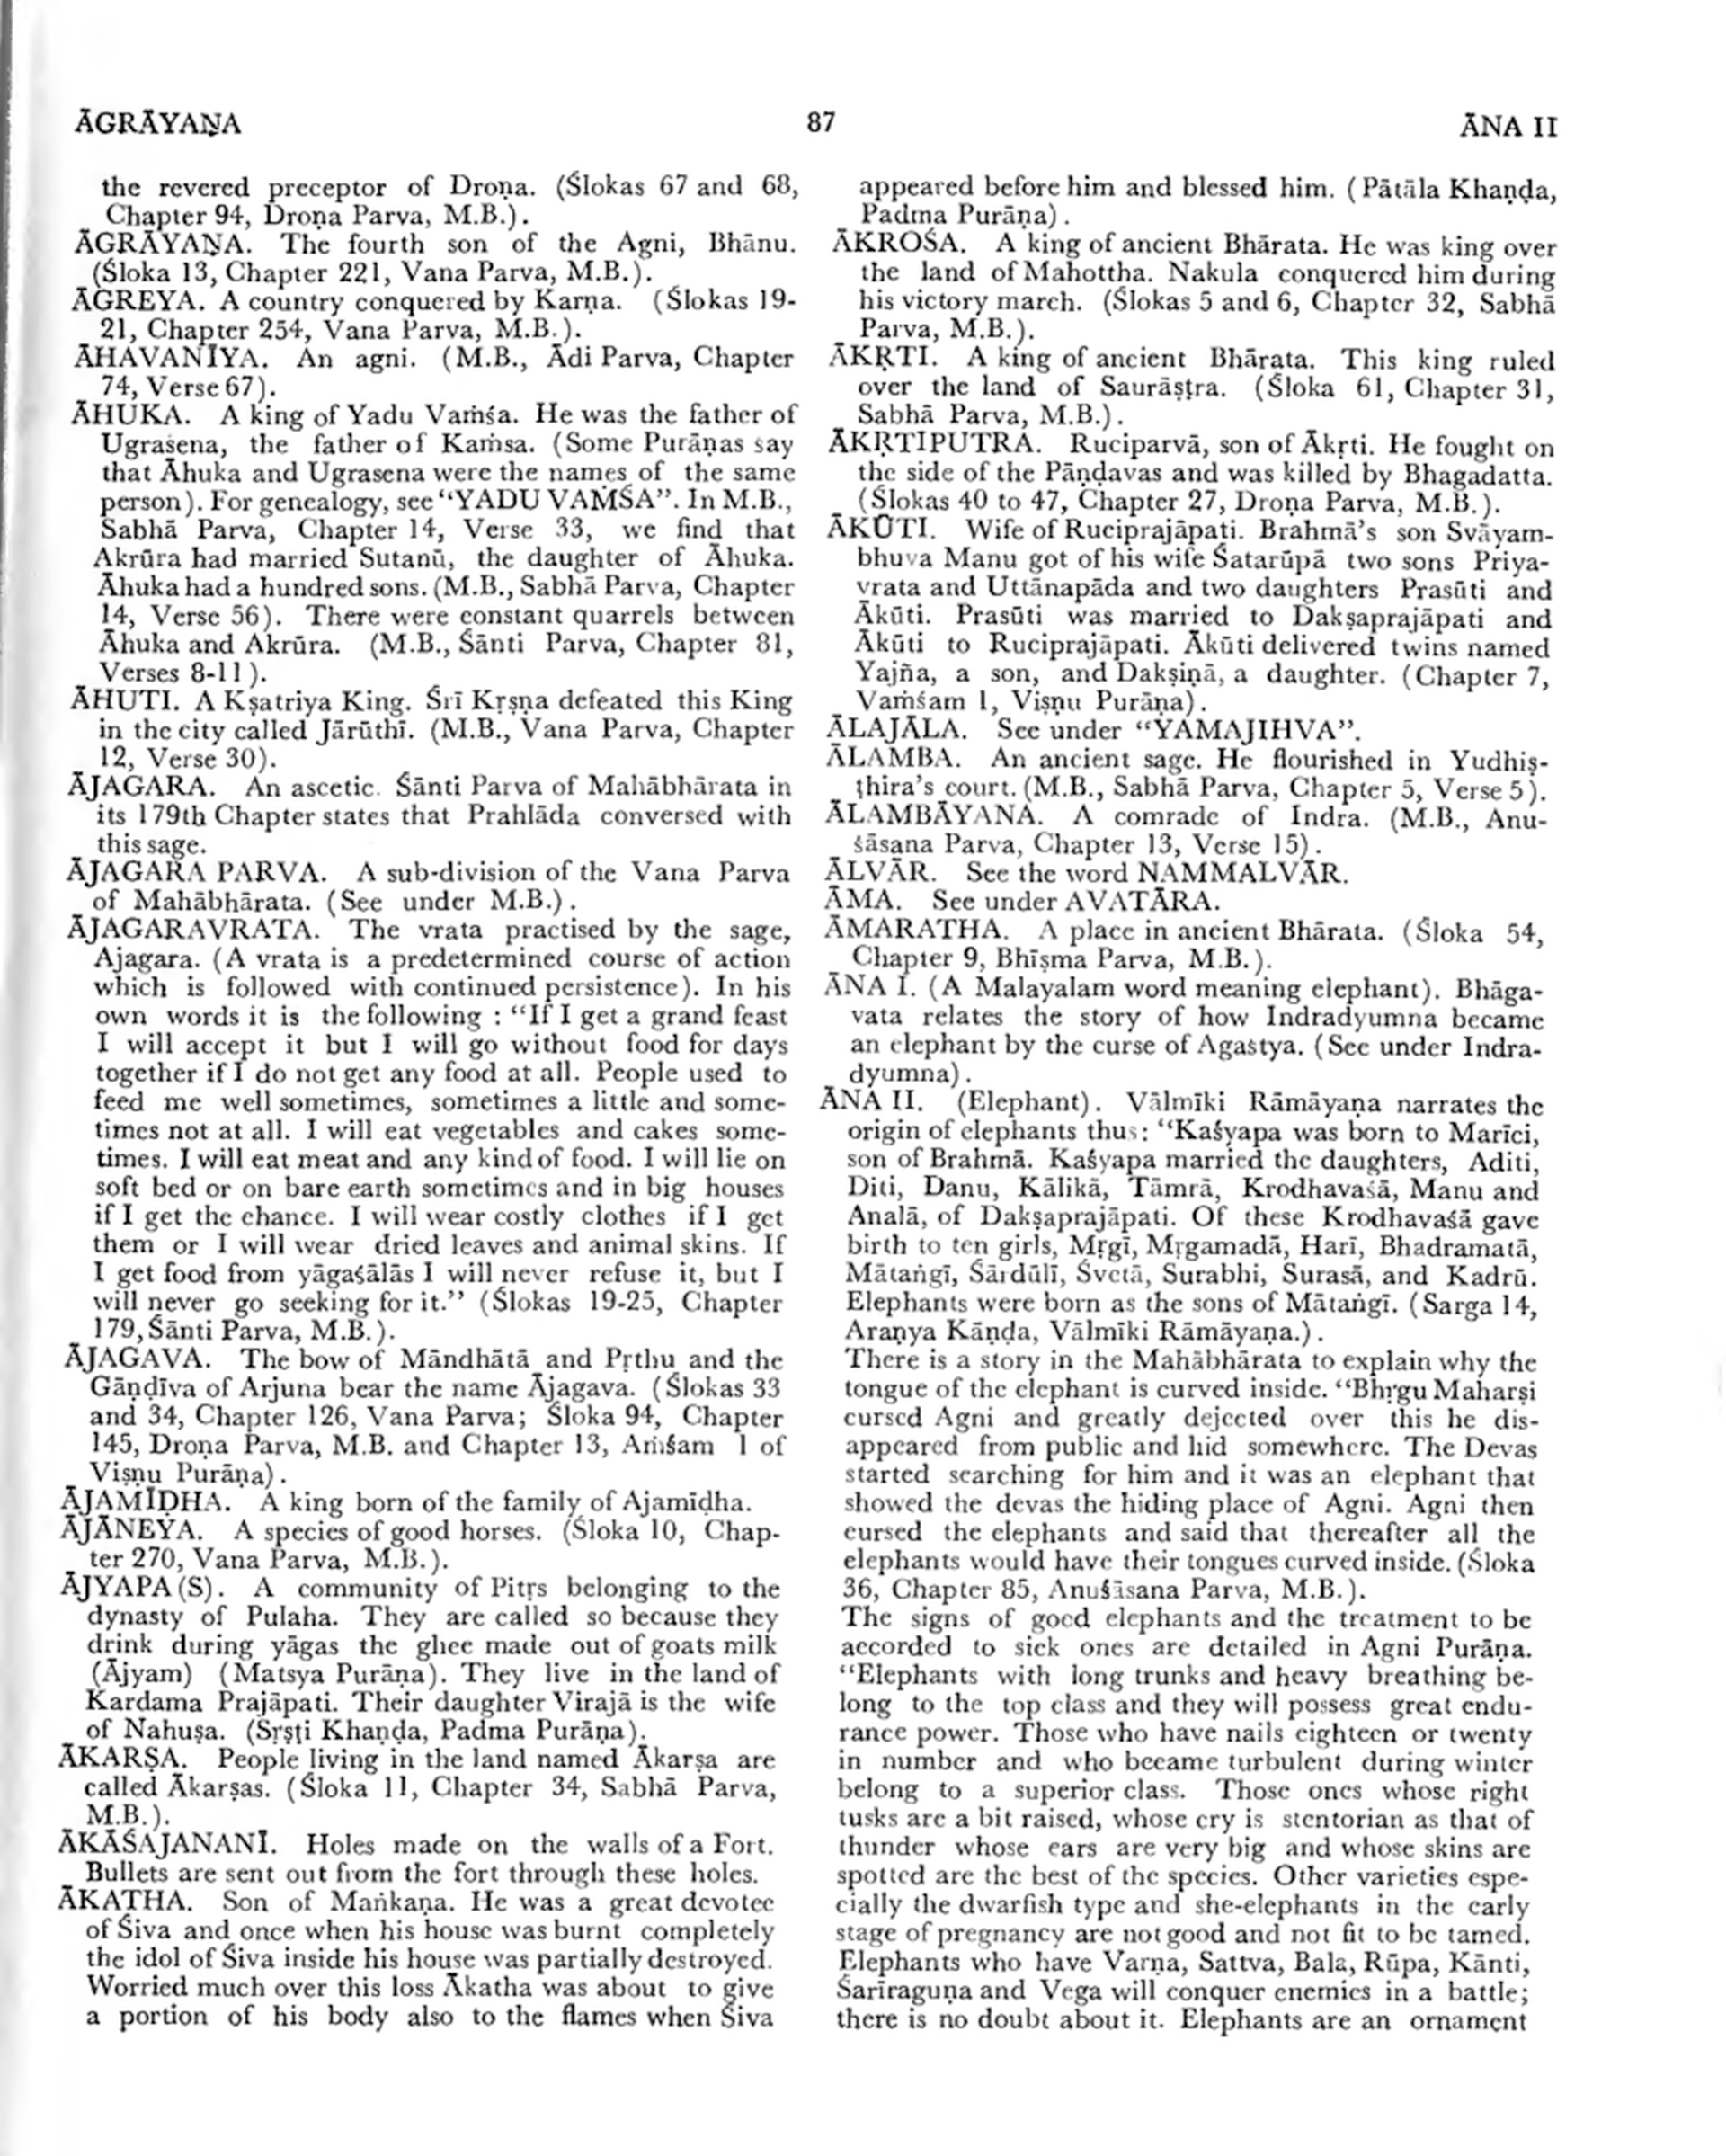 ĀGRĀYAṆA
87
ĀNA II
the revered preceptor of Droṇa. (Ślokas 67 and 68,
Chapter 94, Droṇa Parva, M.B.).
ĀGRĀYAṆA. The fourth son of the Agni, Bhānu.
(Śloka 13, Chapter 221, Vana Parva, M.B.).
ĀGREYA. A country conquered by Karṇa. (Ślokas 19-
21, Chapter 254, Vana Parva, M.B.).
ĀHAVANĪYA. An agni. (M.B., Ādi Parva, Chapter
74, Verse 67).
ĀHUKA. A king of Yadu Vaṁśa. He was the father of
Ugrasena, the father of Kaṁsa. (Some Purāṇas say
that Āhuka and Ugrasena were the names of the same
person). For genealogy, see "YADU VAṀŚA". In M.B.,
Sabhā Parva, Chapter 14, Verse 33, we find that
Akrūra had married Sutanū, the daughter of Āhuka.
Āhuka had a hundred sons. (M.B., Sabhā Parva, Chapter
14, Verse 56). There were constant quarrels between
Āhuka and Akrūra. (M.B., Śānti Parva, Chapter 81,
Verses 8-11).
ĀHUTI. A Kṣatriya King. Śrī Kṛṣṇa defeated this King
in the city called Jārūthī. (M.B., Vana Parva, Chapter
12, Verse 30).
ĀJAGARA. An ascetic. Śānti Parva of Mahābhārata in
its 179th Chapter states that Prahlāda conversed with
this sage.
ĀJAGARA PARVA. A sub-division of the Vana Parva
of Mahābhārata. (See under M.B.).
ĀJAGARAVRATA. The vrata practised by the sage,
Ajagara. (A vrata is a predetermined course of action
which is followed with continued persistence). In his
own words it is the following : "If I get a grand feast
I will accept it but I will go without food for days
together if I do not get any food at all. People used to
feed me well sometimes, sometimes a little and some-
times not at all. I will eat vegetables and cakes some-
times. I will eat meat and any kind of food. I will lie on
soft bed or on bare earth sometimes and in big houses
if I get the chance. I will wear costly clothes if I get
them or I will wear dried leaves and animal skins. If
I get food from yāgaśālās I will never refuse it, but I
will never go seeking for it." (Ślokas 19-25, Chapter
179, Śānti Parva, M.B.).
ĀJAGAVA. The bow of Māndhātā and Pṛthu and the
Gāṇḍīva of Arjuna bear the name Ājagava. (Ślokas 33
and 34, Chapter 126, Vana Parva; Śloka 94, Chapter
145, Droṇa Parva, M.B. and Chapter 13, Aṁśam 1 of
Viṣṇu Purāṇa).
ĀJAMĪḌHA. A king born of the family of Ajamīḍha.
ĀJĀNEYA. A species of good horses. (Śloka 10, Chap-
ter 270, Vana Parva, M.B.).
ĀJYAPA (S). A community of Pitṛs belonging to the
dynasty of Pulaha. They are called so because they
drink during yāgas the ghee made out of goats milk
(Ājyam) (Matsya Purāṇa). They live in the land of
Kardama Prajāpati. Their daughter Virajā is the wife
of Nahuṣa. (Sṛṣṭi Khaṇḍa, Padma Purāṇa).
ĀKARṢA. People living in the land named Ākarṣa are
called Ākarṣas. (Śloka 11, Chapter 34, Sabhā Parva,
M.B.).
ĀKĀŚAJANANĪ. Holes made on the walls of a Fort.
Bullets are sent out from the fort through these holes.
ĀKATHA. Son of Maṅkaṇa. He was a great devotee
of Śiva and once when his house was burnt completely
the idol of Śiva inside his house was partially destroyed.
Worried much over this loss Ākatha was about to give
a portion of his body also to the flames when Śiva
appeared before him and blessed him. (Pātāla Khaṇḍa,
Padma Purāṇa).
ĀKROŚA. A king of ancient Bhārata. He was king over
the land of Mahottha. Nakula conquered him during
his victory march. (Ślokas 5 and 6, Chapter 32, Sabhā
Parva, M.B.).
ĀKṚTI. A king of ancient Bhārata. This king ruled
over the land of Saurāṣṭra. (Śloka 61, Chapter 31,
Sabhā Parva, M.B.).
ĀKṚTIPUTRA. Ruciparvā, son of Ākṛti. He fought on
the side of the Pāṇḍavas and was killed by Bhagadatta.
(Ślokas 40 to 47, Chapter 27, Droṇa Parva, M.B.).
ĀKŪTI. Wife of Ruciprajāpati. Brahmā's son Svāyam-
bhuva Manu got of his wife Śatarūpā two sons Priya-
vrata and Uttānapāda and two daughters Prasūti and
Ākūti. Prasūti was married to Dakṣaprajāpati and
Ākūti to Ruciprajāpati. Ākūti delivered twins named
Yajña, a son, and Dakṣiṇā, a daughter. (Chapter 7,
Vaṁśam 1, Viṣṇu Purāṇa).
ĀLAJĀLA. See under "YAMAJIHVA".
ĀLAMBA. An ancient sage. He flourished in Yudhiṣ-
ṭhira's court. (M.B., Sabhā Parva, Chapter 5, Verse 5).
ĀLAMBĀYANA. A comrade of Indra. (M.B., Anu-
śāsana Parva, Chapter 13, Verse 15).
ĀLVĀR. See the word NAMMALVĀR.
ĀMA. See under AVATĀRA.
ĀMARATHA. A place in ancient Bhārata. (Śloka 54,
Chapter 9, Bhīṣma Parva, M.B.).
ĀNA I. (A Malayalam word meaning elephant). Bhāga-
vata relates the story of how Indradyumna became
an elephant by the curse of Agastya. (See under Indra-
dyumna).
ĀNA II. (Elephant). Vālmīki Rāmāyaṇa narrates the
origin of elephants thus: "Kaśyapa was born to Marīci,
son of Brahmā. Kaśyapa married the daughters, Aditi,
Diti, Danu, Kālikā, Tāmrā, Krodhavaśā, Manu and
Analā, of Dakṣaprajāpati. Of these Krodhavaśā gave
birth to ten girls, Mṛgī, Mṛgamadā, Harī, Bhadramatā,
Mātaṅgī, Śārdūlī, Śvetā, Surabhi, Surasā, and Kadrū.
Elephants were born as the sons of Mātaṅgī. (Sarga 14,
Araṇya Kāṇḍa, Vālmīki Rāmāyaṇa.).
There is a story in the Mahābhārata to explain why the
tongue of the elephant is curved inside. "Bhṛgu Maharṣi
cursed Agni and greatly dejected over this he dis-
appeared from public and hid somewhere. The Devas
started searching for him and it was an elephant that
showed the devas the hiding place of Agni. Agni then
cursed the elephants and said that thereafter all the
elephants would have their tongues curved inside. (Śloka
36, Chapter 85, Anuśāsana Parva, M.B.).
The signs of good elephants and the treatment to be
accorded to sick ones are detailed in Agni Purāṇa.
"Elephants with long trunks and heavy breathing be-
long to the top class and they will possess great endu-
rance power. Those who have nails eighteen or twenty
in number and who became turbulent during winter
belong to a superior class. Those ones whose right
tusks are a bit raised, whose cry is stentorian as that of
thunder whose ears are very big and whose skins are
spotted are the best of the species. Other varieties espe-
cially the dwarfish type and she-elephants in the early
stage of pregnancy are not good and not fit to be tamed.
Elephants who have Varṇa, Sattva, Bala, Rūpa, Kānti,
Śarīraguṇa and Vega will conquer enemies in a battle;
there is no doubt about it. Elephants are an ornament